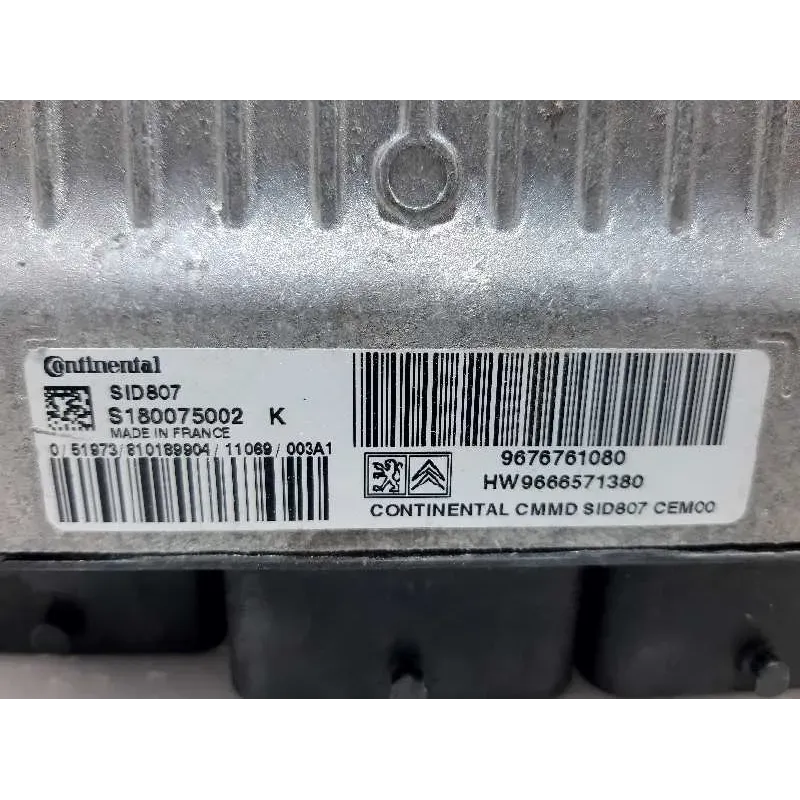 Continental
SID807
S180075002 K
MADE IN FRANCE
0/51973/810189904/11069/003A1
9676761080
HW9666571380
CONTINENTAL CMMD SID807 CEM00